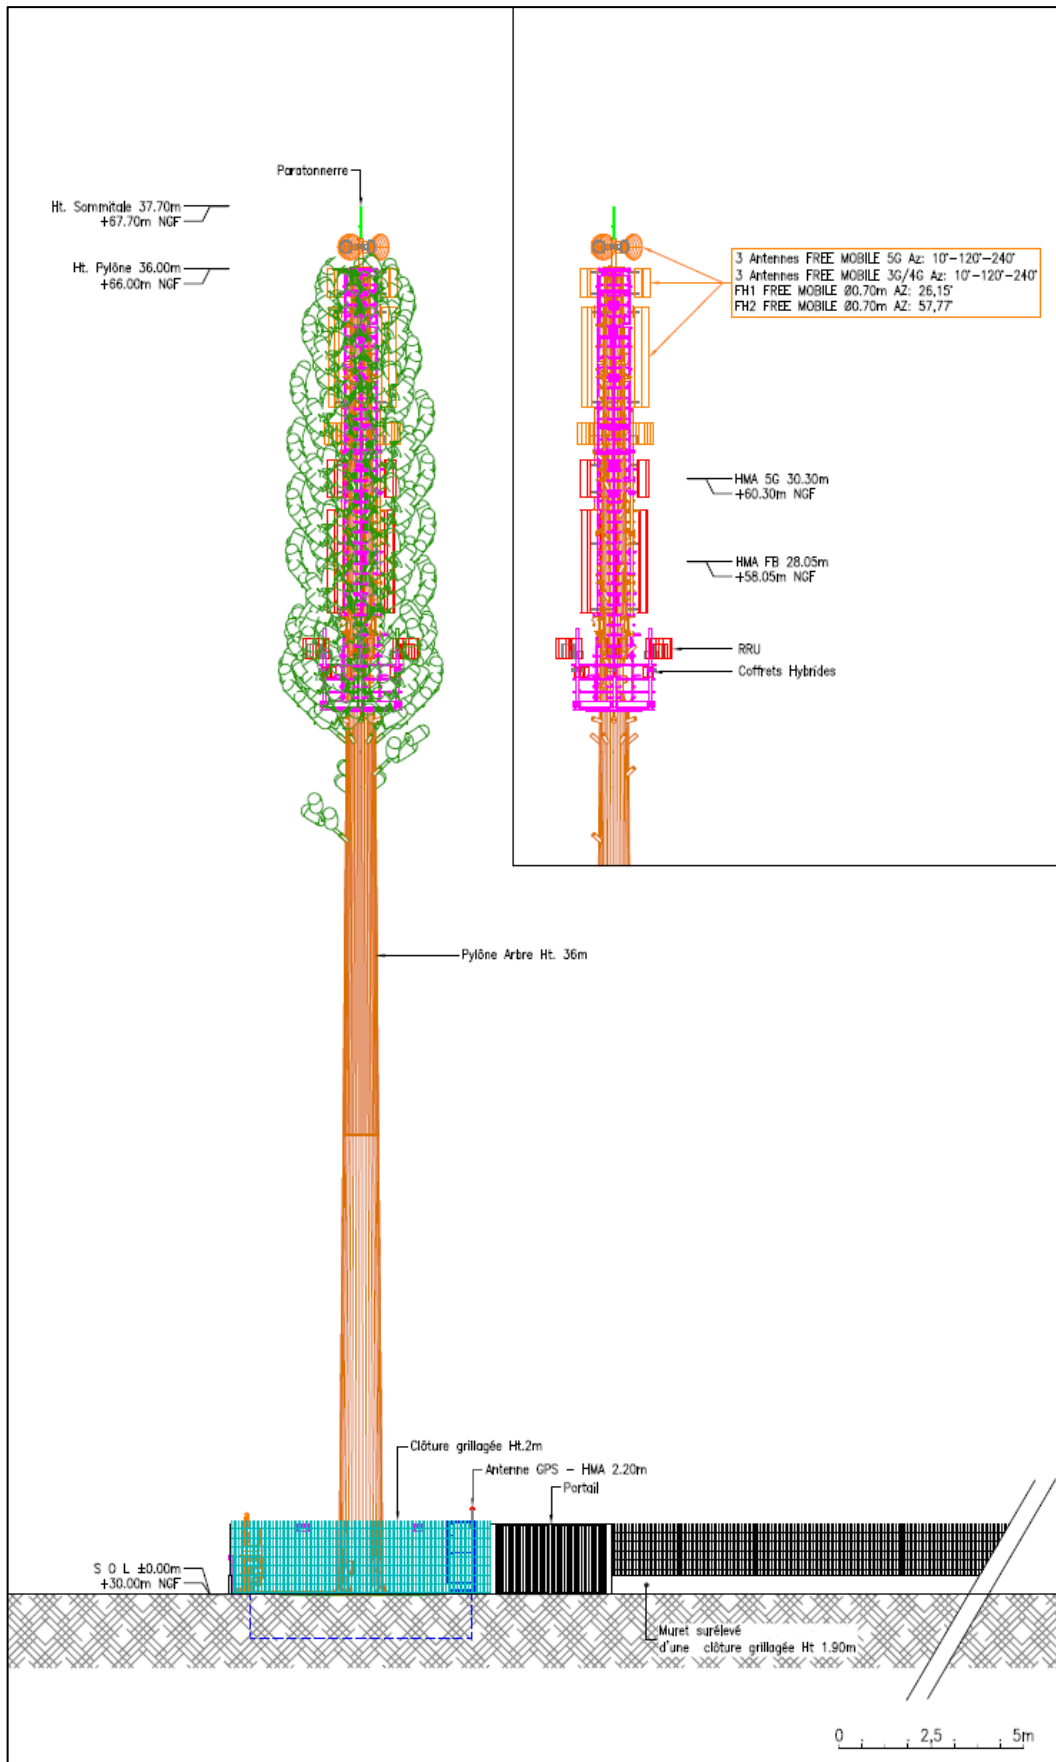 Paratonnerre
Ht. Sommitale 37.70m
+67.70m NGF
Ht. Pylône 36.00m
+66.00m NGF
3 Antennes FREE MOBILE 5G Az: 10°-120°-240°
3 Antennes FREE MOBILE 3G/4G Az: 10°-120°-240°
FH1 FREE MOBILE Ø0.70m AZ: 26,15°
FH2 FREE MOBILE Ø0.70m AZ: 57,77°
HMA 5G 30.30m
+60.30m NGF
HMA FB 28.05m
+58.05m NGF
RRU
Coffrets Hybrides
Pylône Arbre Ht. 36m
Clôture grillagée Ht.2m
Antenne GPS - HMA 2.20m
Portail
S O L ±0.00m
+30.00m NGF
Muret surélevé
d'une clôture grillagée Ht 1.90m
0 2,5 5m